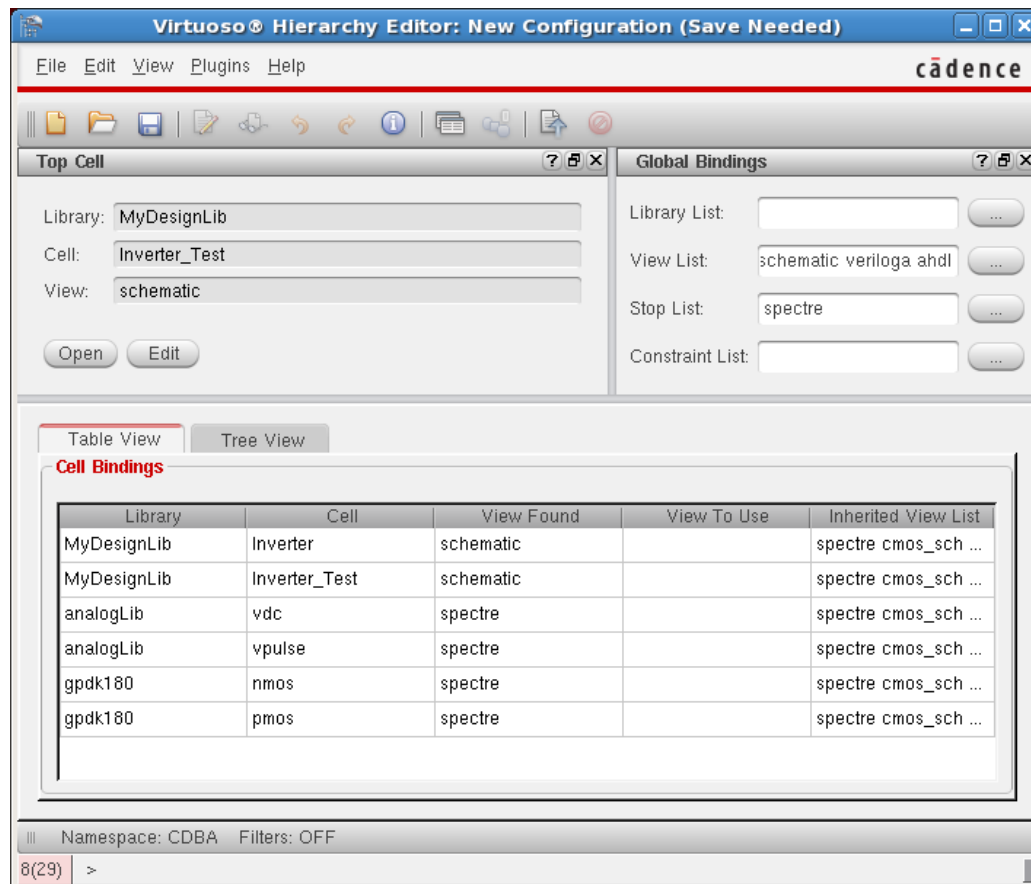 Virtuoso® Hierarchy Editor: New Configuration (Save Needed)
File Edit View Plugins Help
cādence
Top Cell
Library: MyDesignLib
Cell: Inverter_Test
View: schematic
Open Edit
Global Bindings
Library List: ...
View List: schematic veriloga ahdl ...
Stop List: spectre ...
Constraint List: ...
Table View Tree View
Cell Bindings
Library Cell View Found View To Use Inherited View List
MyDesignLib Inverter schematic spectre cmos_sch ...
MyDesignLib Inverter_Test schematic spectre cmos_sch ...
analogLib vdc spectre spectre cmos_sch ...
analogLib vpulse spectre spectre cmos_sch ...
gpdk180 nmos spectre spectre cmos_sch ...
gpdk180 pmos spectre spectre cmos_sch ...
Namespace: CDBA Filters: OFF
8(29) >